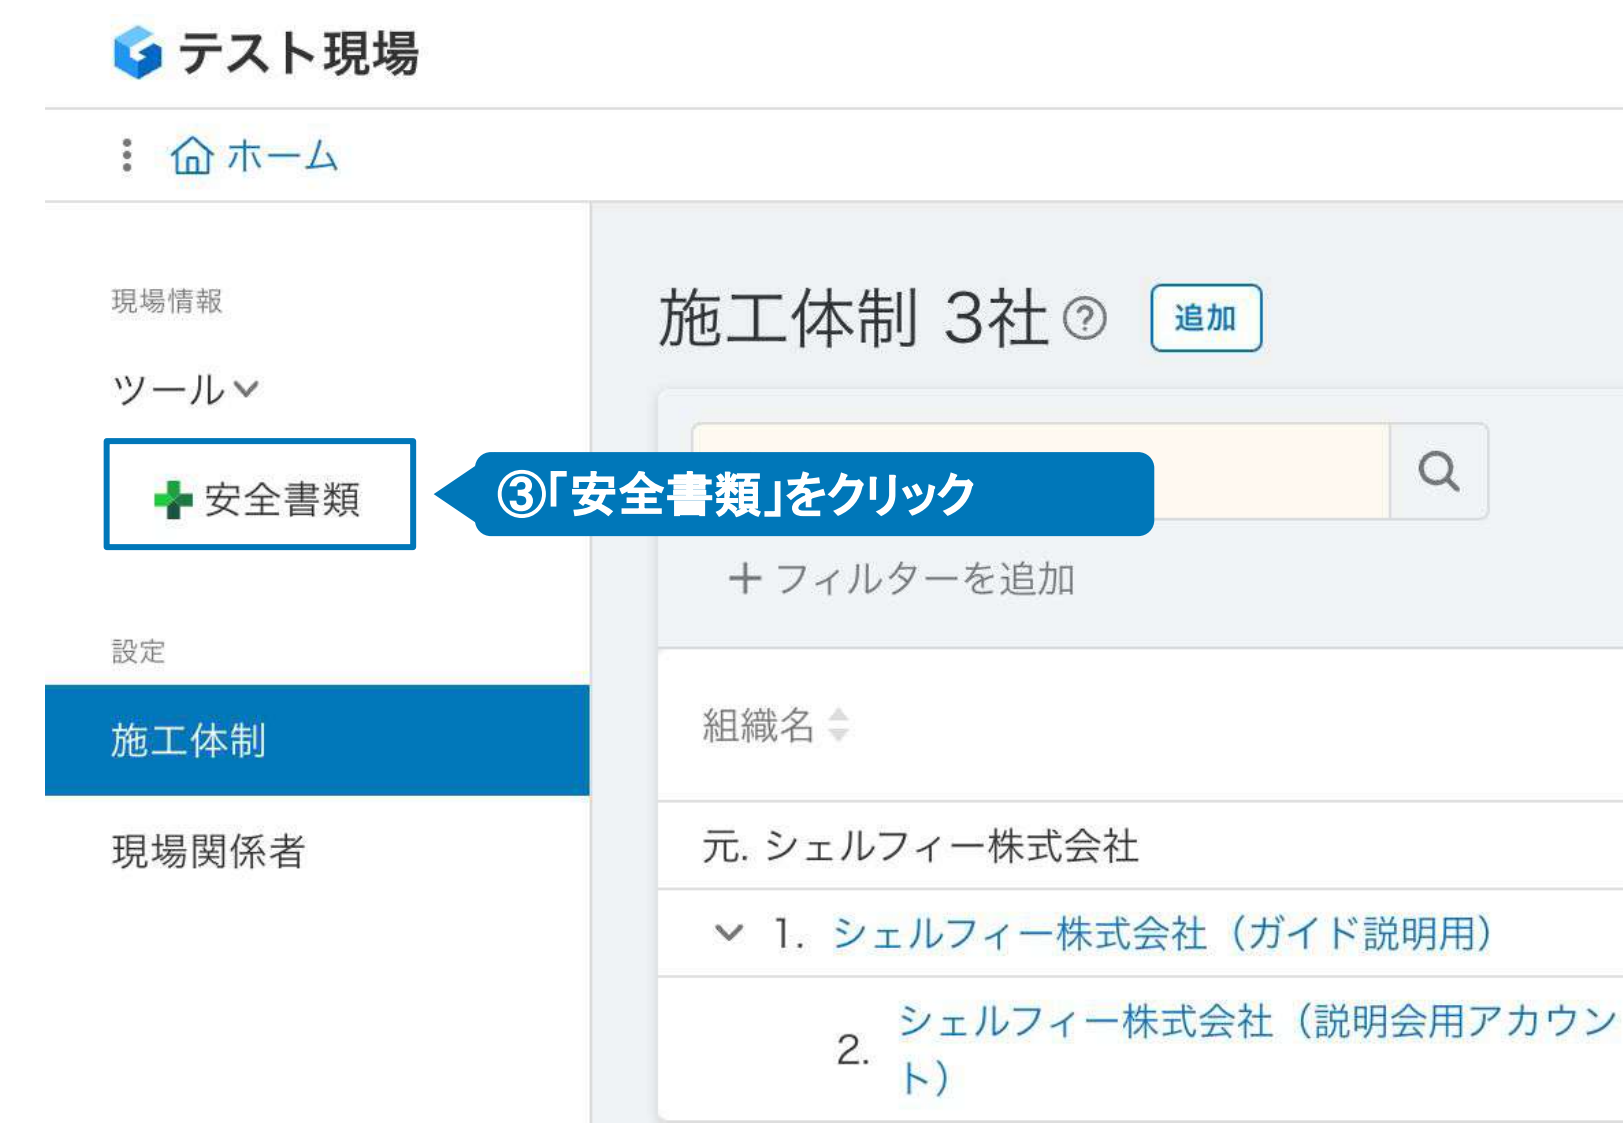 テスト現場
ホーム
現場情報
ツール
安全書類
設定
施工体制
現場関係者
施工体制 3社
追加
③「安全書類」をクリック
+ フィルターを追加
組織名
元. シェルフィー株式会社
1. シェルフィー株式会社（ガイド説明用）
2. シェルフィー株式会社（説明会用アカウン
ト）